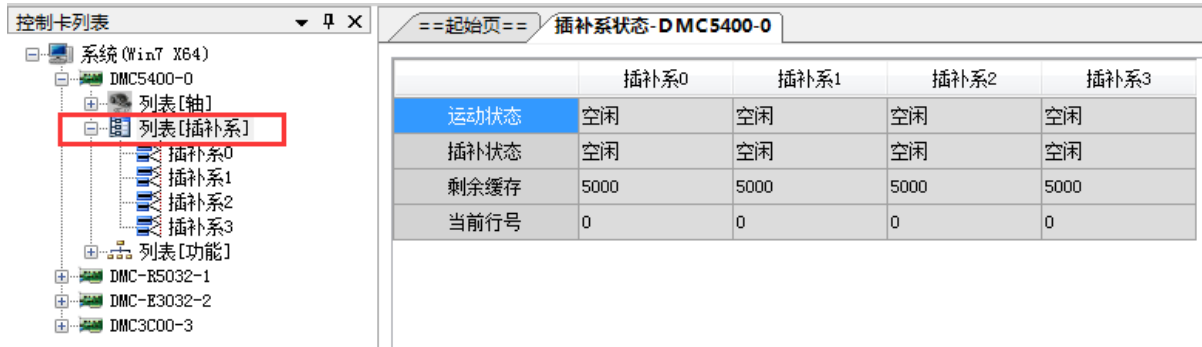 控制卡列表
系统(Win7 X64)
DMC5400-0
列表[轴]
列表[插补系]
插补系0
插补系1
插补系2
插补系3
列表[功能]
DMC-R5032-1
DMC-E3032-2
DMC3C00-3
==起始页== 插补系状态-DMC5400-0
插补系0 插补系1 插补系2 插补系3
运动状态 空闲 空闲 空闲 空闲
插补状态 空闲 空闲 空闲 空闲
剩余缓存 5000 5000 5000 5000
当前行号 0 0 0 0